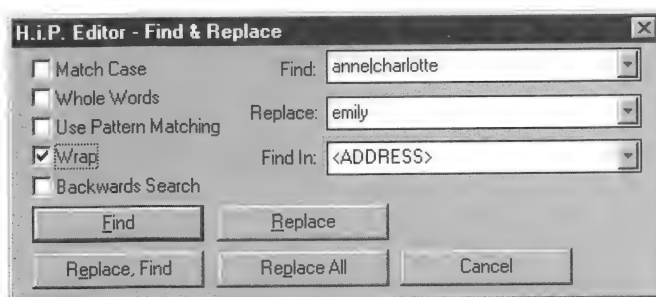 H.i.P. Editor - Find & Replace
Match Case
Whole Words
Use Pattern Matching
Wrap
Backwards Search
Find: anne|charlotte
Replace: emily
Find In: <ADDRESS>
Find
Replace
Replace, Find
Replace All
Cancel